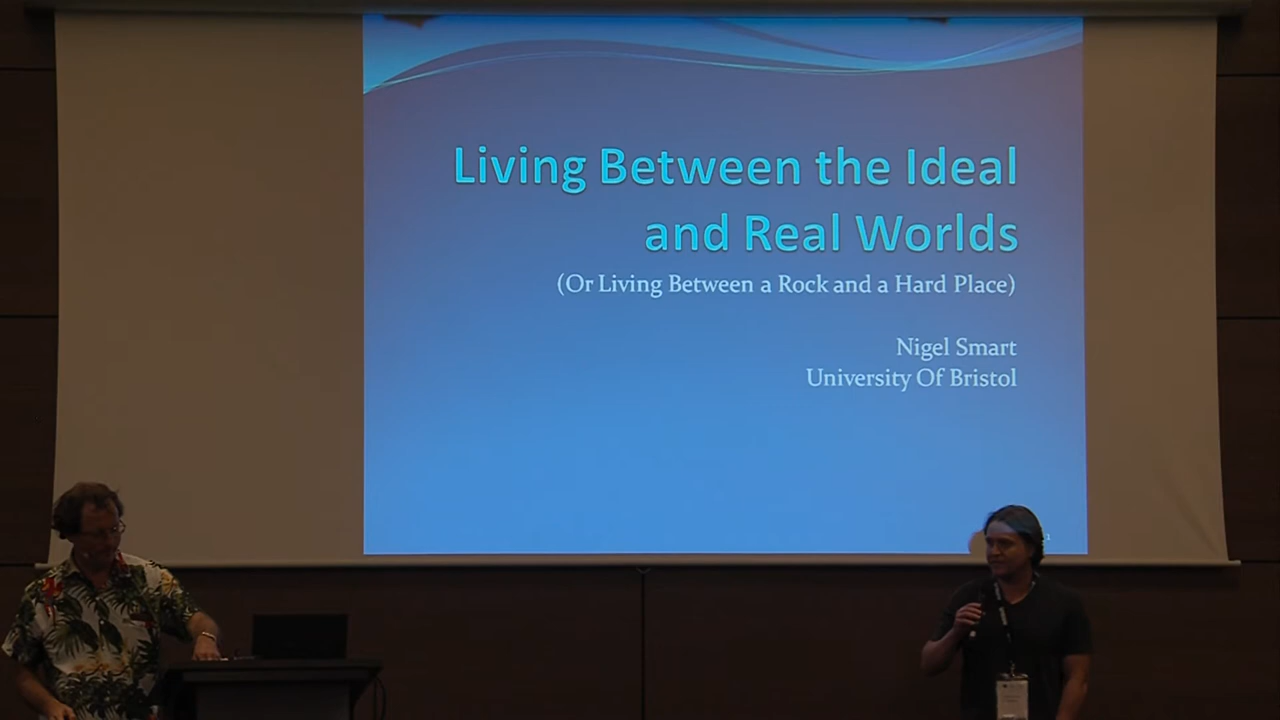 Living Between the Ideal
and Real Worlds
(Or Living Between a Rock and a Hard Place)
Nigel Smart
University Of Bristol
1